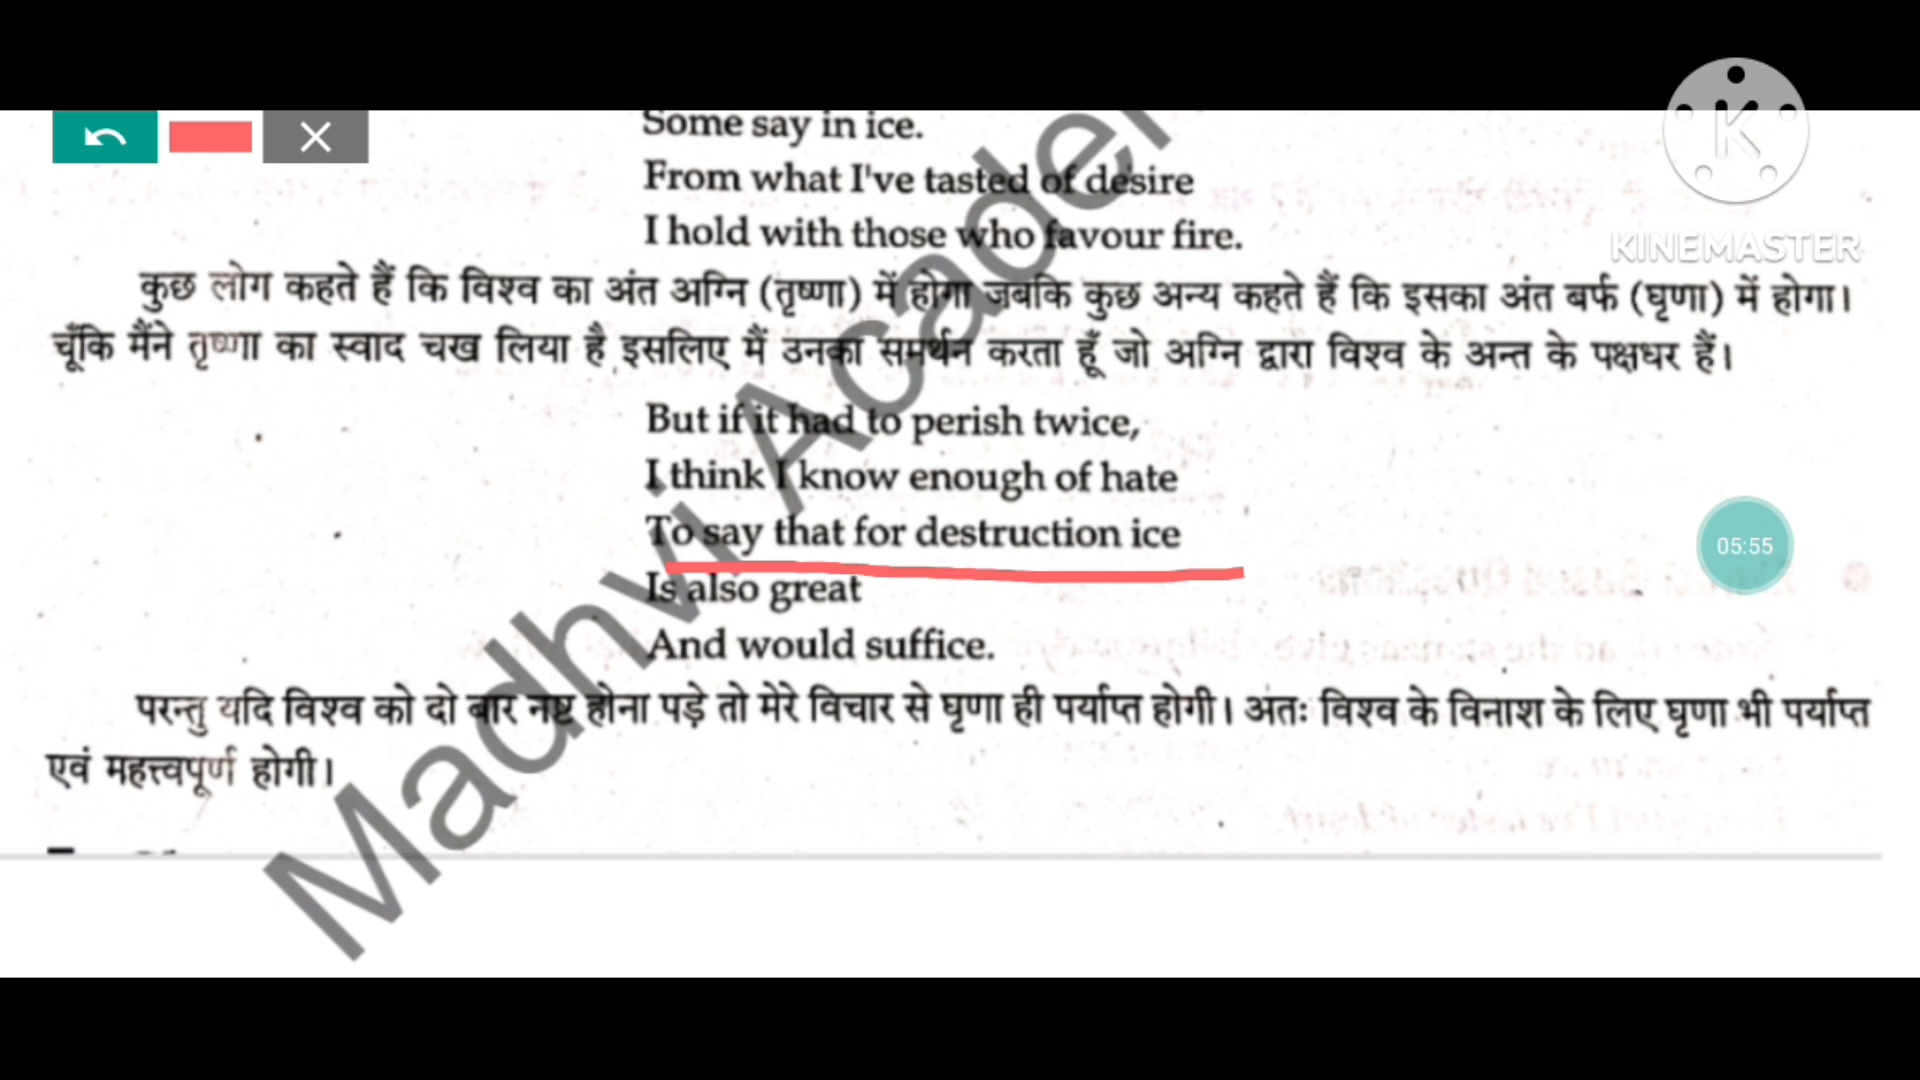 Some say in ice.
From what I've tasted of desire
I hold with those who favour fire.
KINEMASTER
कुछ लोग कहते हैं कि विश्व का अंत अग्नि (तृष्णा) में होगा जबकि कुछ अन्य कहते हैं कि इसका अंत बर्फ (घृणा) में होगा।
चूँकि मैंने तृष्णा का स्वाद चख लिया है इसलिए मैं उनका समर्थन करता हूँ जो अग्नि द्वारा विश्व के अन्त के पक्षधर हैं।
But if it had to perish twice,
I think I know enough of hate
To say that for destruction ice
05:55
Is also great
And would suffice.
परन्तु यदि विश्व को दो बार नष्ट होना पड़े तो मेरे विचार से घृणा ही पर्याप्त होगी। अतः विश्व के विनाश के लिए घृणा भी पर्याप्त
एवं महत्त्वपूर्ण होगी।
Madhvi Academ